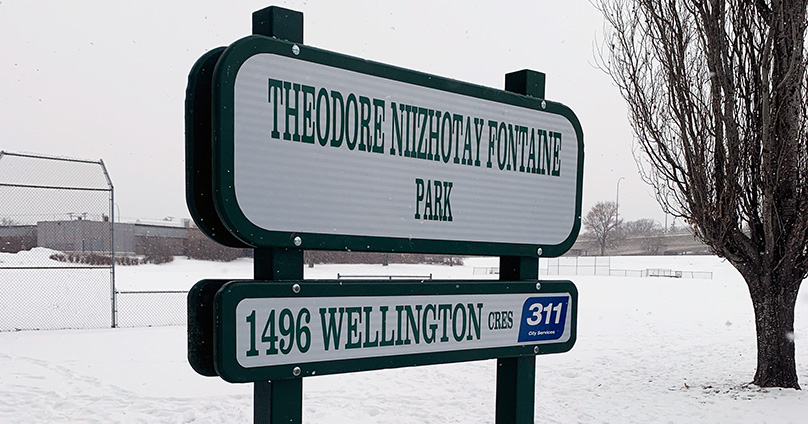 THEODORE NIIZHOTAY FONTAINE
PARK
1496 WELLINGTON CRES
311
City Services